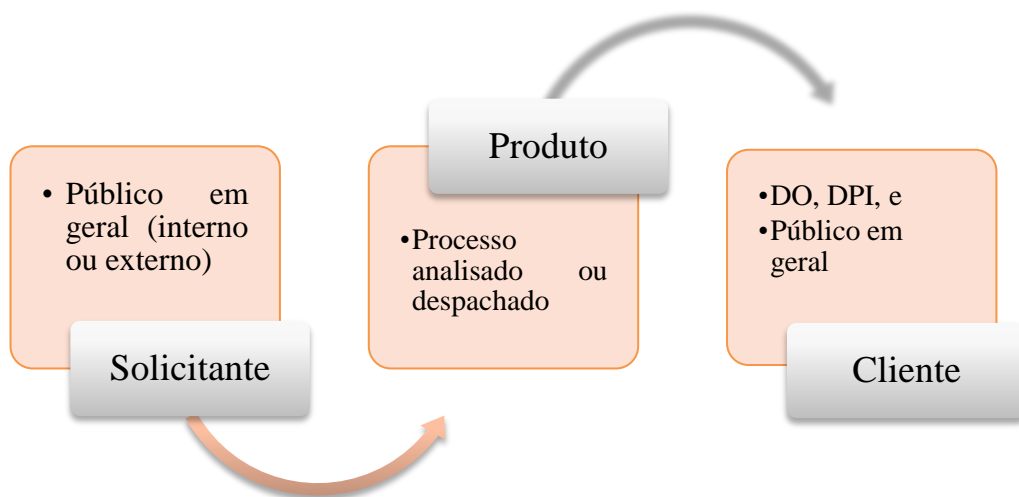 • Público em
geral (interno
ou externo)
Solicitante
Produto
•Processo
analisado ou
despachado
•DO, DPI, e
•Público em
geral
Cliente